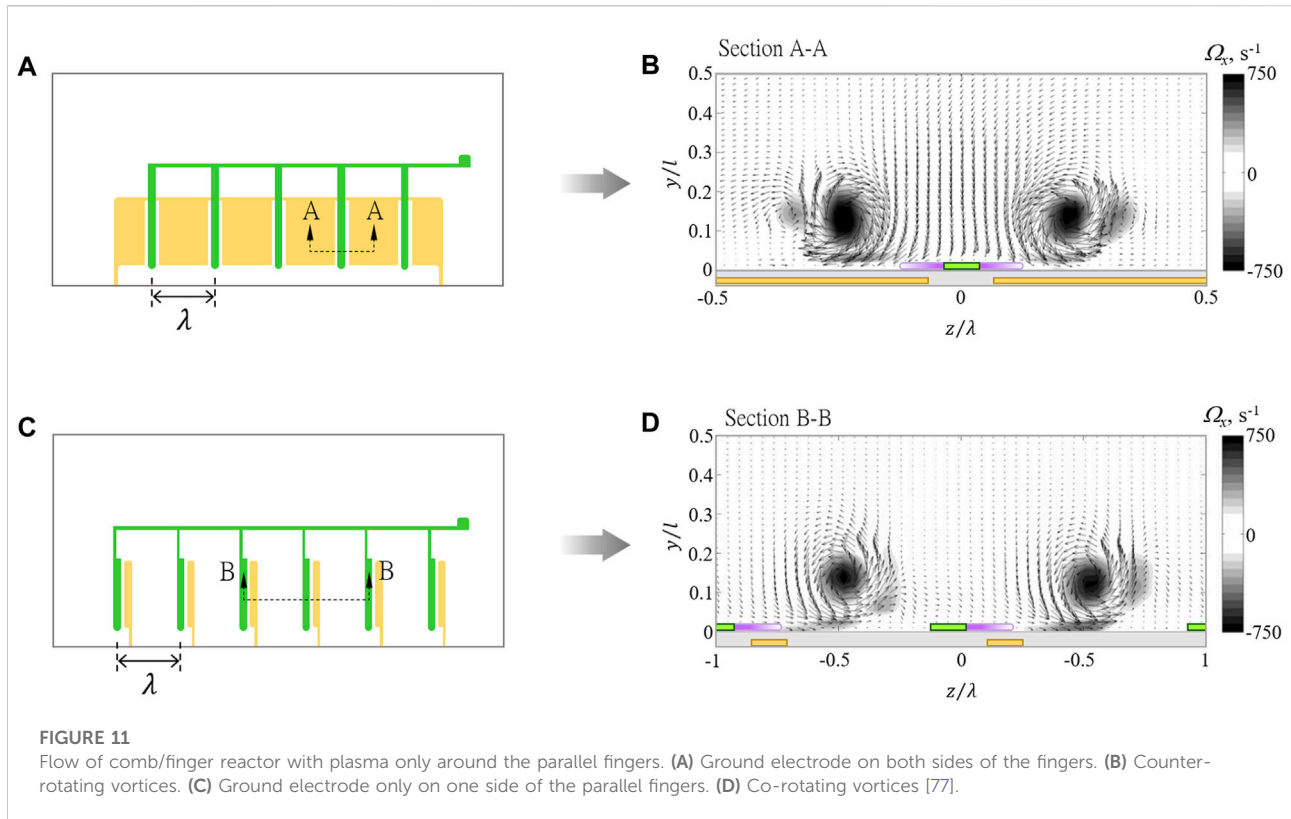 A
A
A
λ
B
Section A-A
Ωx, s-1
750
0
-750
y/l
0.5
0.4
0.3
0.2
0.1
0
-0.5
0
0.5
z/λ
C
B
B
λ
D
Section B-B
Ωx, s-1
750
0
-750
y/l
0.5
0.4
0.3
0.2
0.1
0
-1
-0.5
0
-0.5
1
z/λ
FIGURE 11
Flow of comb/finger reactor with plasma only around the parallel fingers. (A) Ground electrode on both sides of the fingers. (B) Counter-
rotating vortices. (C) Ground electrode only on one side of the parallel fingers. (D) Co-rotating vortices [77].